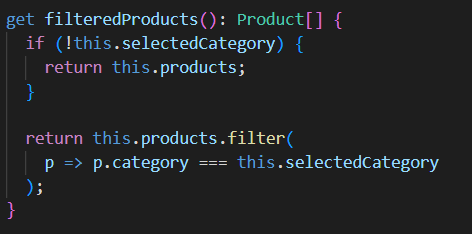 get filteredProducts(): Product[] {
  if (!this.selectedCategory) {
    return this.products;
  }

  return this.products.filter(
    p => p.category === this.selectedCategory
  );
}